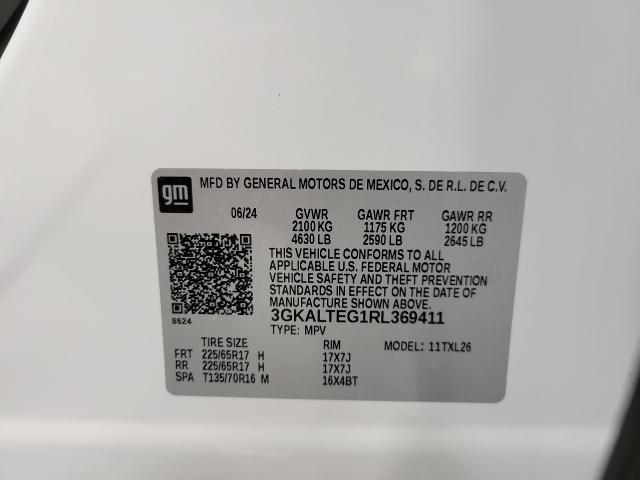 gm MFD BY GENERAL MOTORS DE MEXICO, S. DE R.L. DE C.V.
06/24 GVWR GAWR FRT GAWR RR
2100 KG 1175 KG 1200 KG
4630 LB 2590 LB 2645 LB
THIS VEHICLE CONFORMS TO ALL
APPLICABLE U.S. FEDERAL MOTOR
VEHICLE SAFETY AND THEFT PREVENTION
STANDARDS IN EFFECT ON THE DATE OF
MANUFACTURE SHOWN ABOVE.
8624 3GKALTEG1RL369411
TYPE: MPV
TIRE SIZE RIM MODEL: 11TXL26
FRT 225/65R17 H 17X7J
RR 225/65R17 H 17X7J
SPA T135/70R16 M 16X4BT